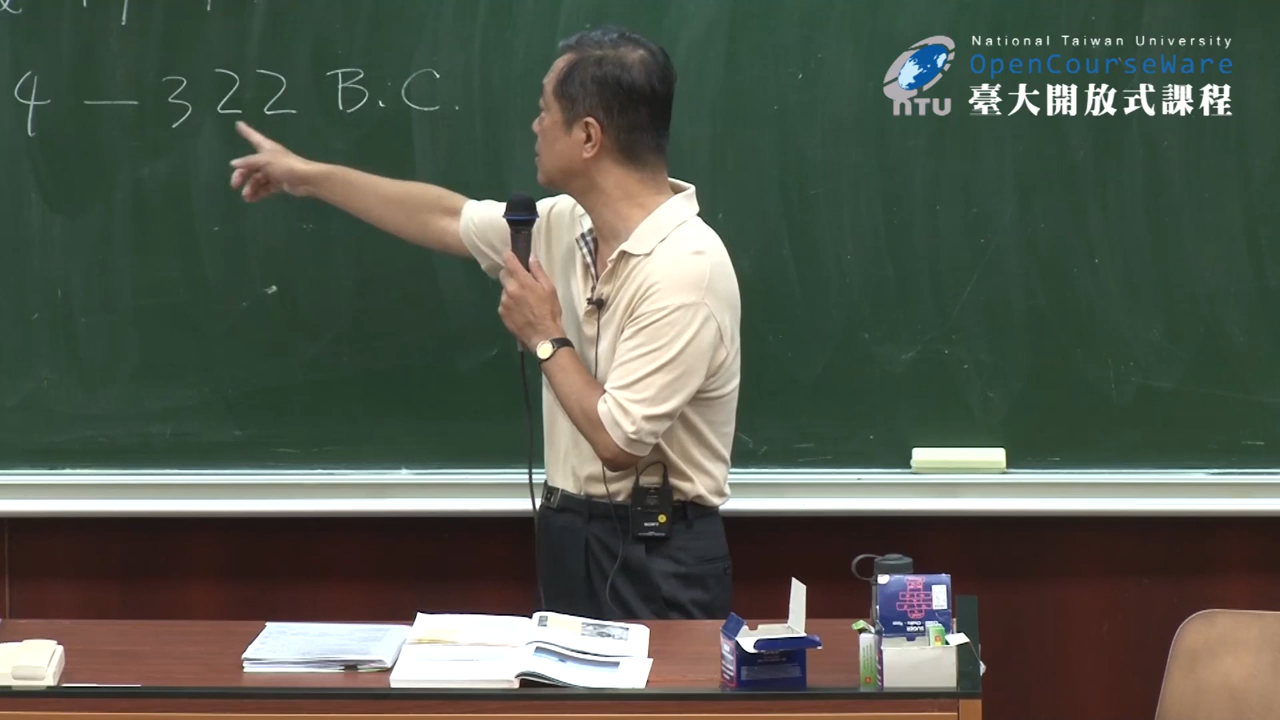 4 - 322 B.C.
National Taiwan University
OpenCourseWare
NTU 臺大開放式課程